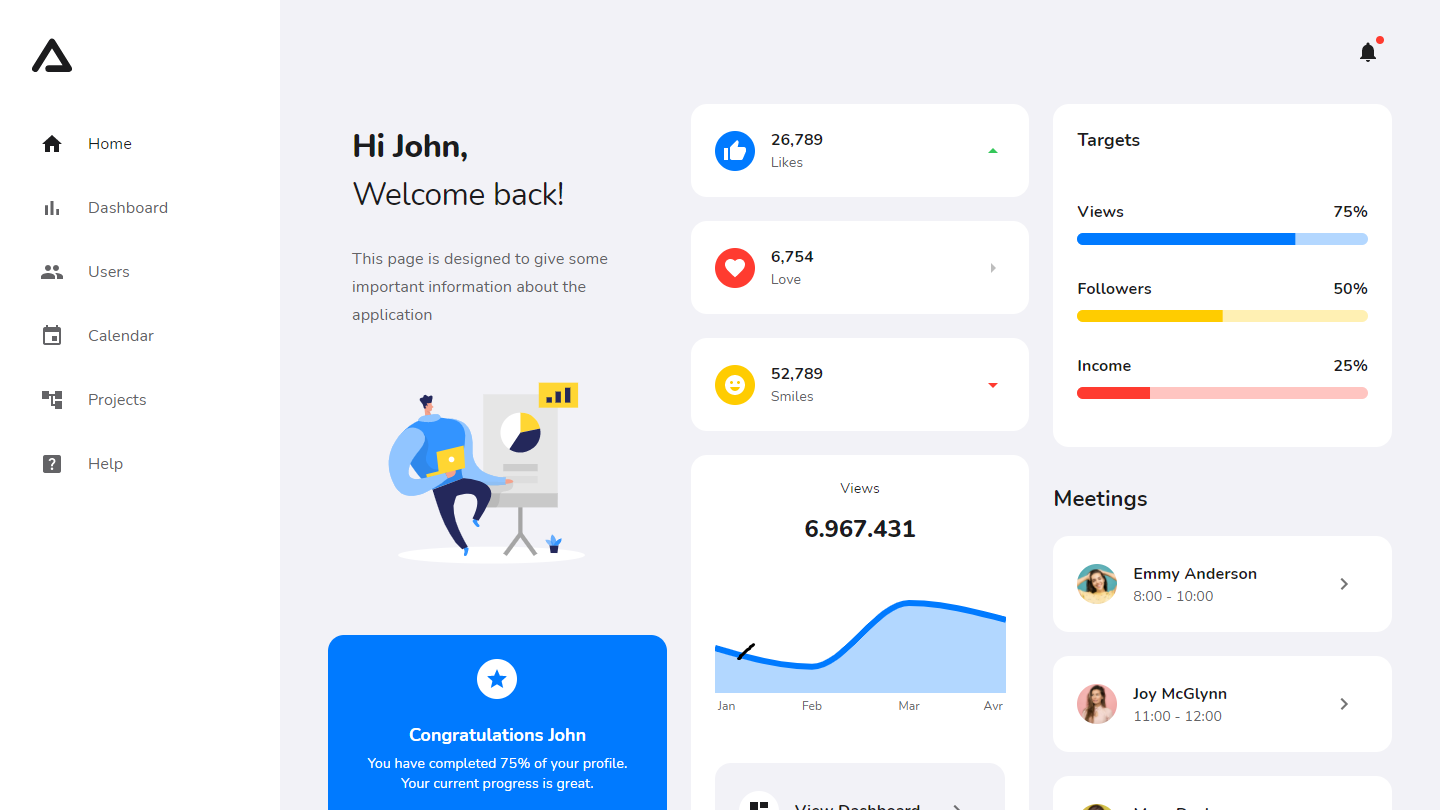 Home
Dashboard
Users
Calendar
Projects
Help
Hi John,
Welcome back!
This page is designed to give some
important information about the
application
Congratulations John
You have completed 75% of your profile.
Your current progress is great.
26,789
Likes
6,754
Love
52,789
Smiles
Views
6.967.431
Jan Feb Mar Avr
View Dashboard
Targets
Views 75%
Followers 50%
Income 25%
Meetings
Emmy Anderson
8:00 - 10:00
Joy McGlynn
11:00 - 12:00